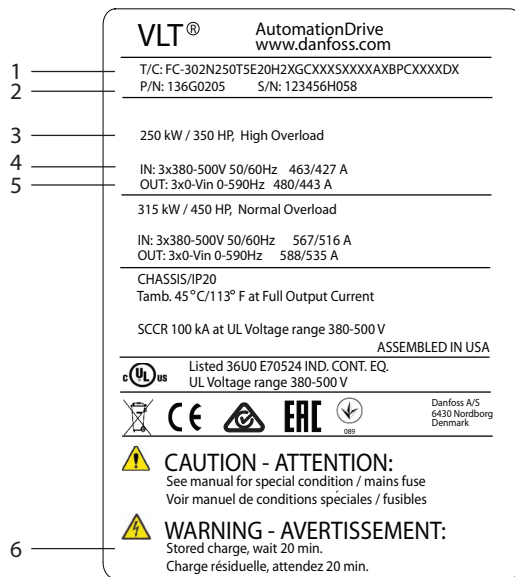 VLT® AutomationDrive
www.danfoss.com
1 T/C: FC-302N250T5E20H2XGCXXXSXXXXAXBPCXXXXDX
2 P/N: 136G0205 S/N: 123456H058
3 250 kW / 350 HP, High Overload
4 IN: 3x380-500V 50/60Hz 463/427 A
5 OUT: 3x0-Vin 0-590Hz 480/443 A
315 kW / 450 HP, Normal Overload
IN: 3x380-500V 50/60Hz 567/516 A
OUT: 3x0-Vin 0-590Hz 588/535 A
CHASSIS/IP20
Tamb. 45°C/113° F at Full Output Current
SCCR 100 kA at UL Voltage range 380-500 V
ASSEMBLED IN USA
c UL us Listed 36U0 E70524 IND. CONT. EQ.
UL Voltage range 380-500 V
CE EAC 089
Danfoss A/S
6430 Nordborg
Denmark
CAUTION - ATTENTION:
See manual for special condition / mains fuse
Voir manuel de conditions spéciales / fusibles
WARNING - AVERTISSEMENT:
6 Stored charge, wait 20 min.
Charge résiduelle, attendez 20 min.